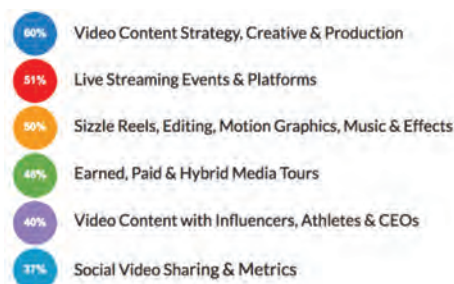 60% Video Content Strategy, Creative & Production
51% Live Streaming Events & Platforms
50% Sizzle Reels, Editing, Motion Graphics, Music & Effects
Earned, Paid & Hybrid Media Tours
40% Video Content with Influencers, Athletes & CEOs
37% Social Video Sharing & Metrics